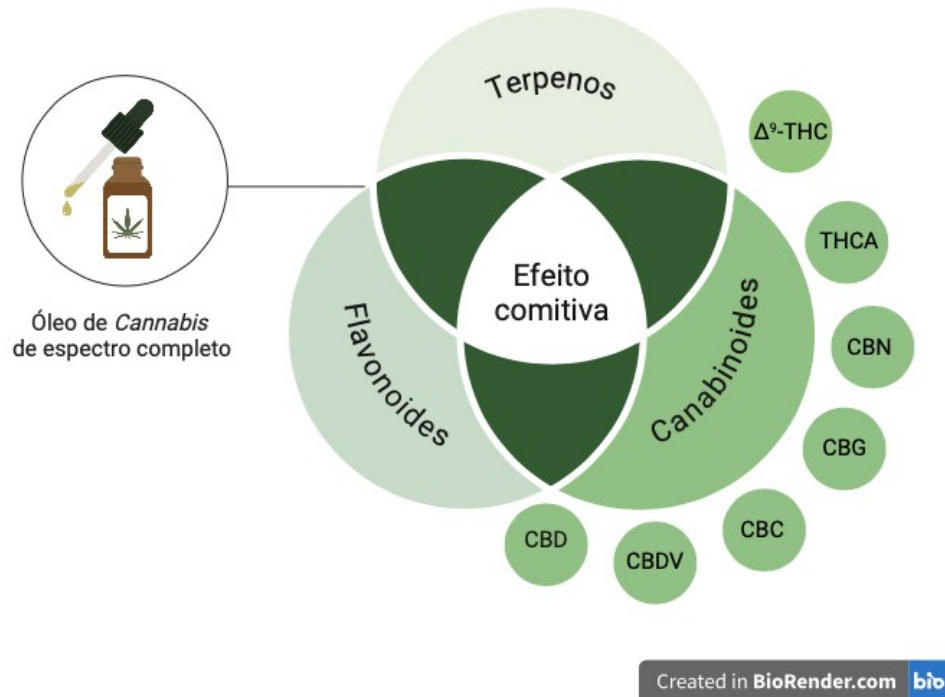 Terpenos
Δ⁹-THC
THCA
Óleo de Cannabis
de espectro completo
Efeito
comitiva
Flavonoides
Canabinoides
CBN
CBG
CBC
CBDV
CBD
Created in BioRender.com bio